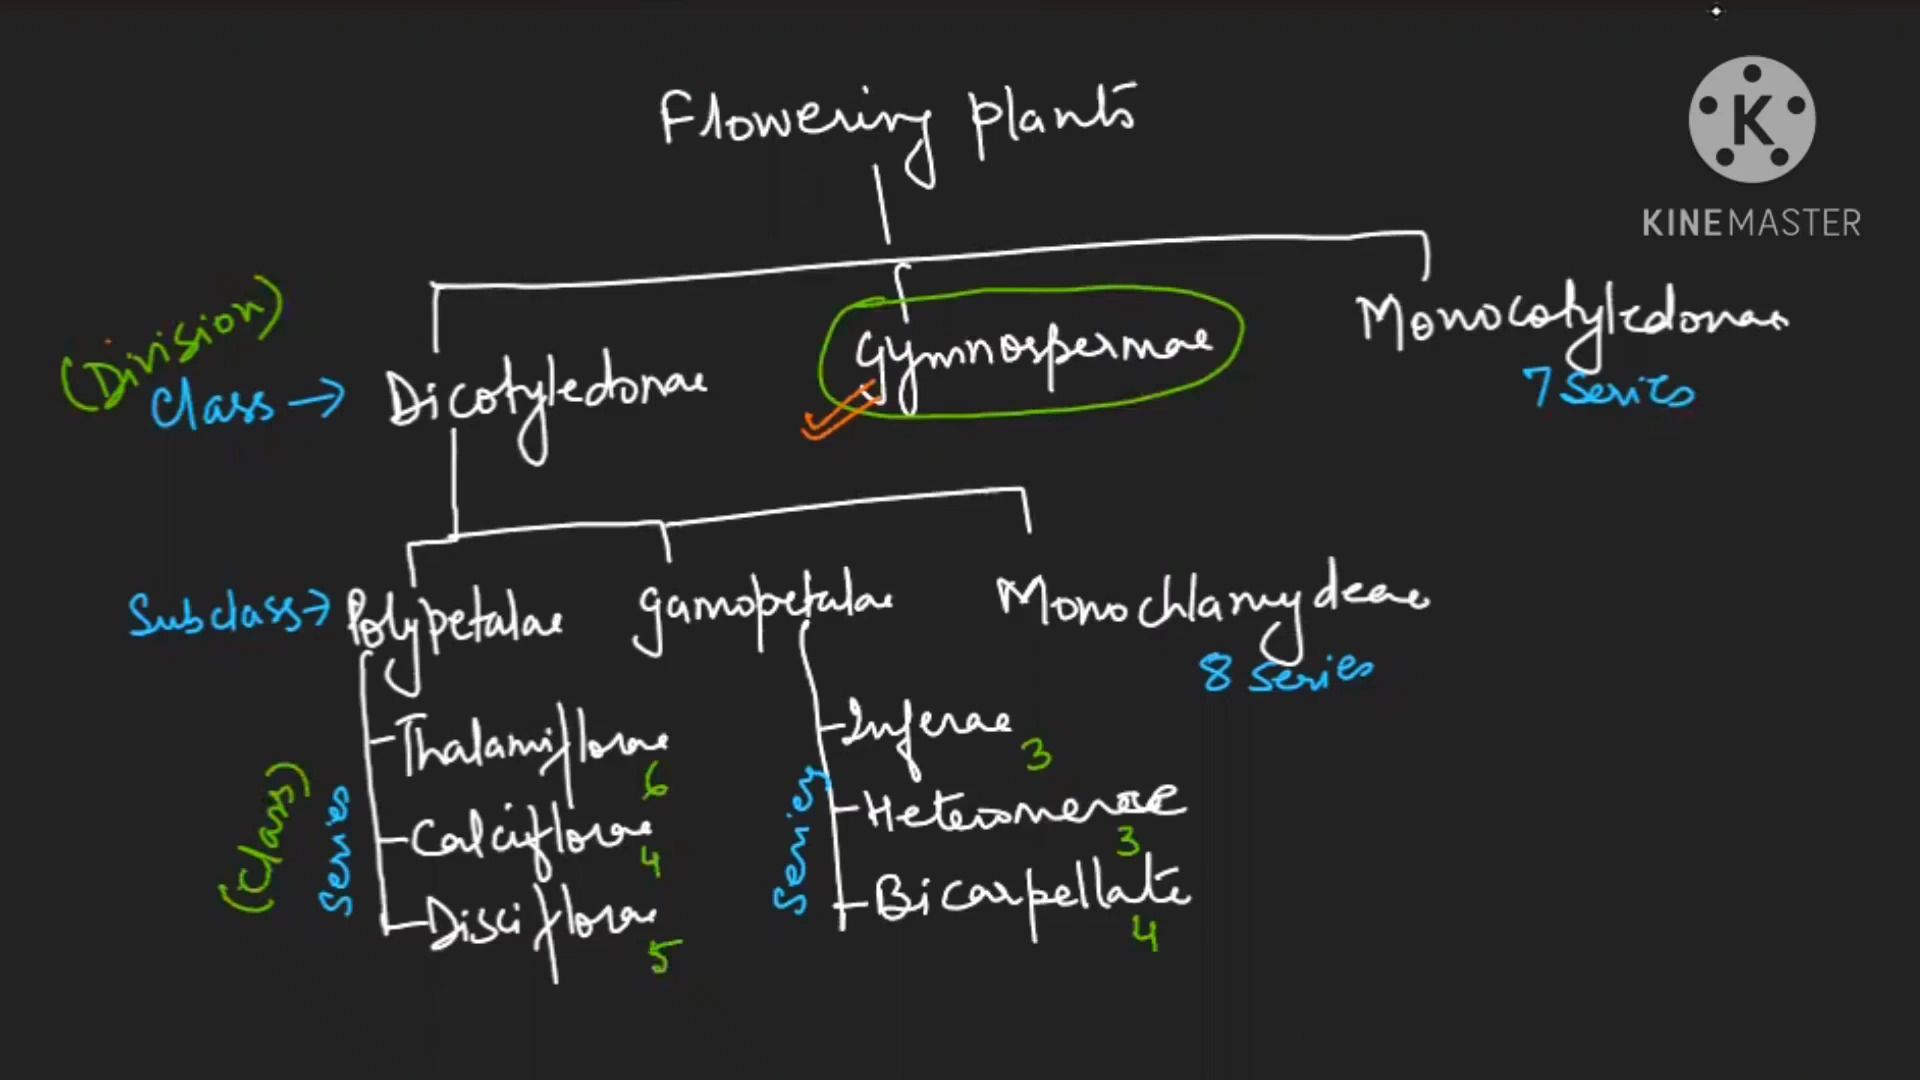 K
KINEMASTER
Flowering plants
(Division)
Class → Dicotyledonae
Gymnospermae
Monocotyledonae
7 Series
Subclass → Polypetalae
Gamopetalae
Monochlamydeae
8 Series
(Class)
Series
Thalamiflorae
6
Calciflorae
4
Disciflorae
5
Series
Inferae
3
Heteromerae
3
Bicarpellate
4